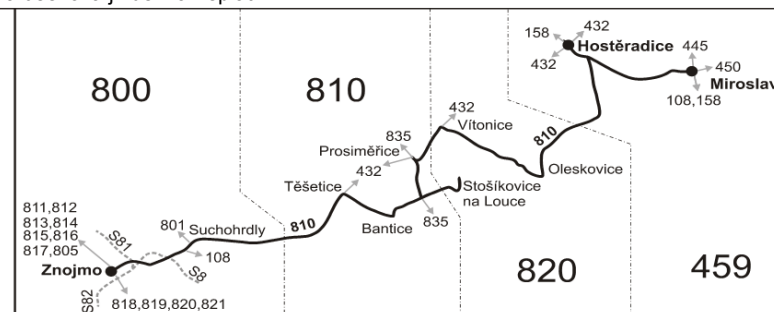 158
432
Hostěradice
432
445
450
Miroslav
108,158
800
810
432
Vítonice
835
Prosiměřice
432
810
Oleskovice
Těšetice
Stošíkovice
na Louce
811,812
813,814
815,816
817,805
S81
801
Suchohrdly
810
Bantice
835
108
S8
Znojmo
S82
818,819,820,821
820
459